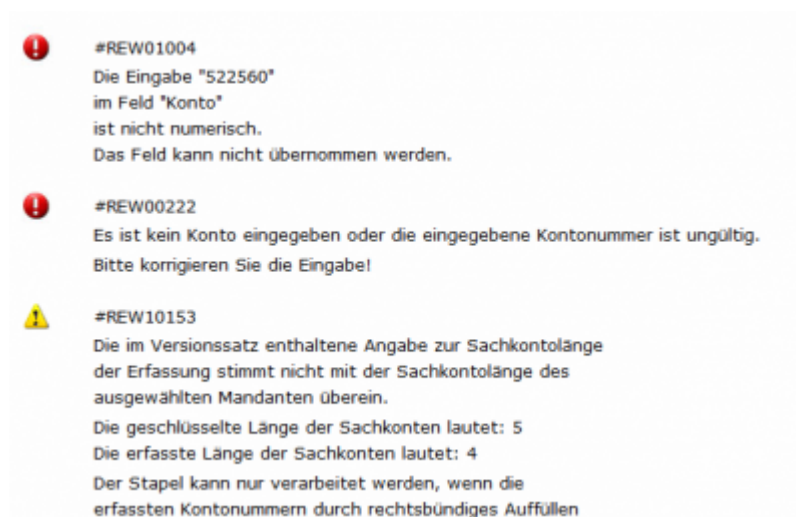 #REW01004
Die Eingabe "522560"
im Feld "Konto"
ist nicht numerisch.
Das Feld kann nicht übernommen werden.
#REW00222
Es ist kein Konto eingegeben oder die eingegebene Kontonummer ist ungültig.
Bitte korrigieren Sie die Eingabe!
#REW10153
Die im Versionssatz enthaltene Angabe zur Sachkontolänge
der Erfassung stimmt nicht mit der Sachkontolänge des
ausgewählten Mandanten überein.
Die geschlüsselte Länge der Sachkonten lautet: 5
Die erfasste Länge der Sachkonten lautet: 4
Der Stapel kann nur verarbeitet werden, wenn die
erfassten Kontonummern durch rechtsbündiges Auffüllen